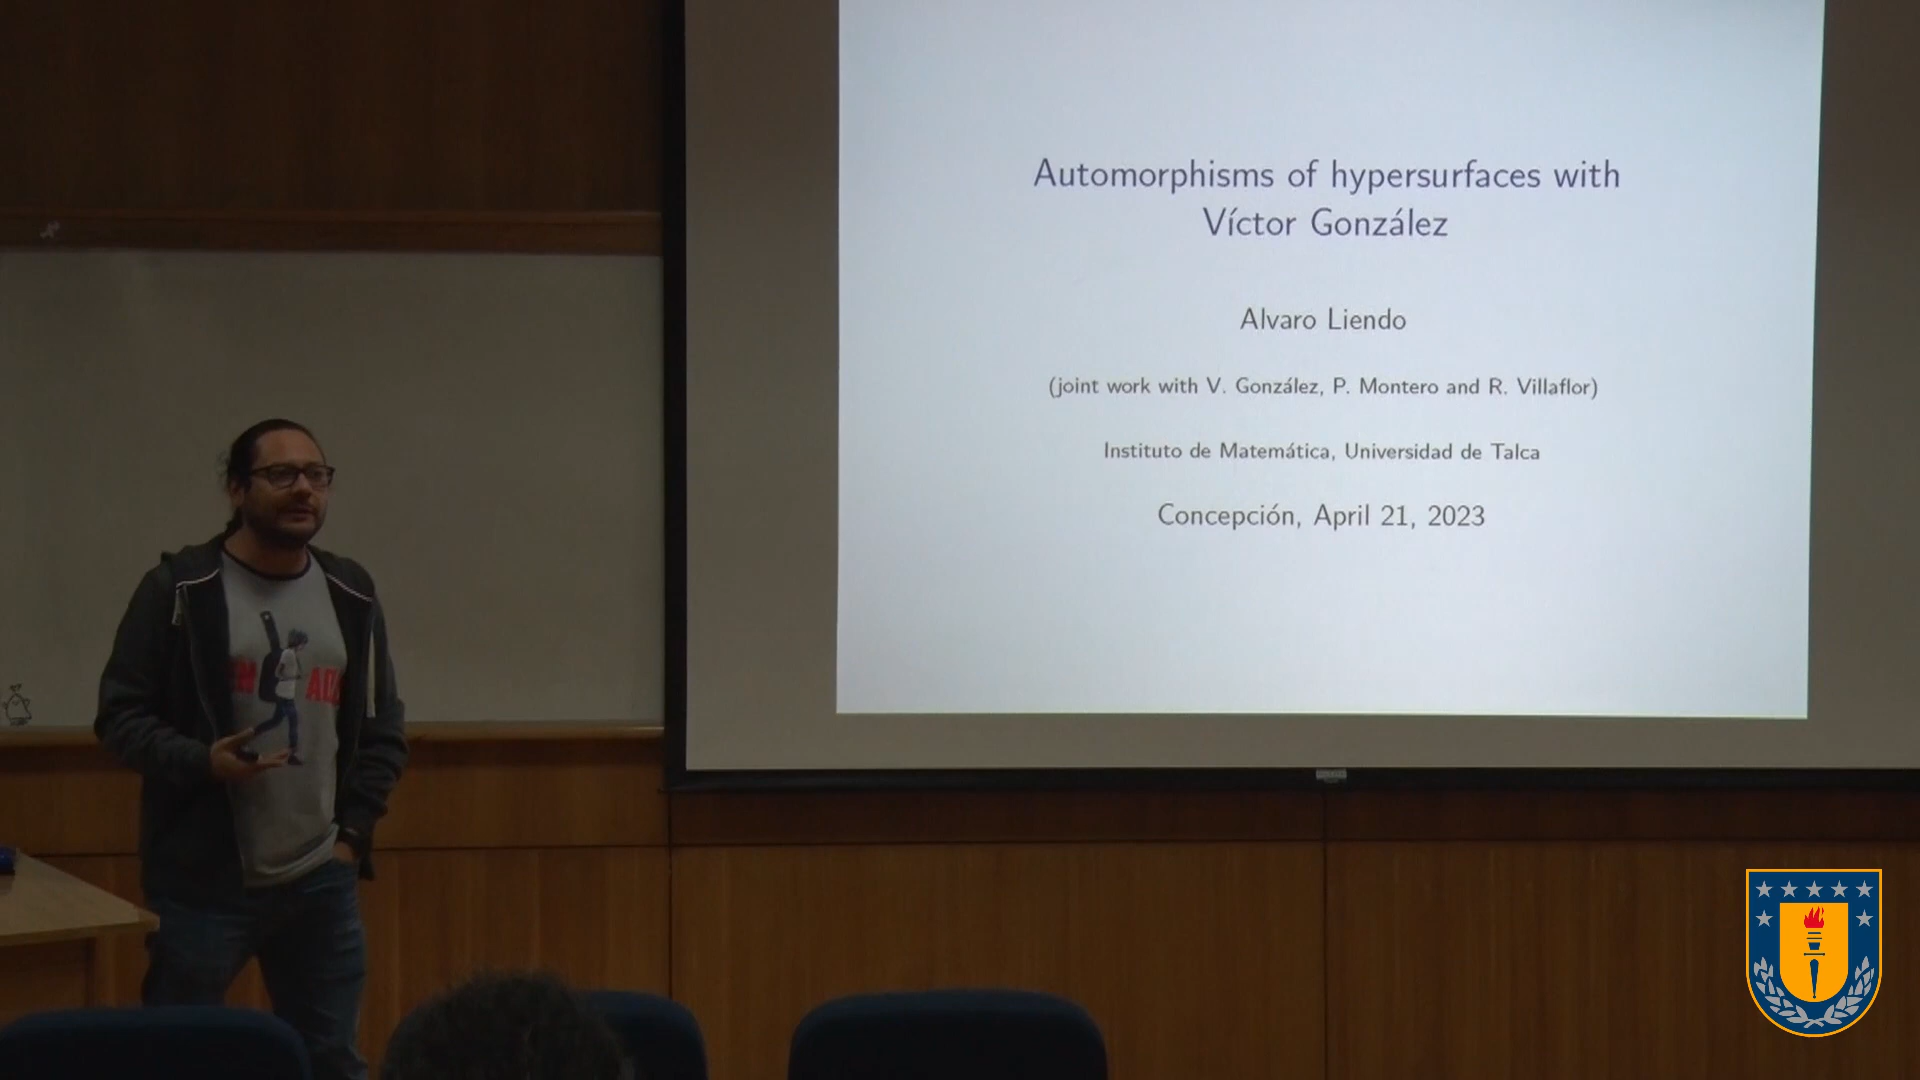 Automorphisms of hypersurfaces with
Víctor González
Alvaro Liendo
(joint work with V. González, P. Montero and R. Villaflor)
Instituto de Matemática, Universidad de Talca
Concepción, April 21, 2023